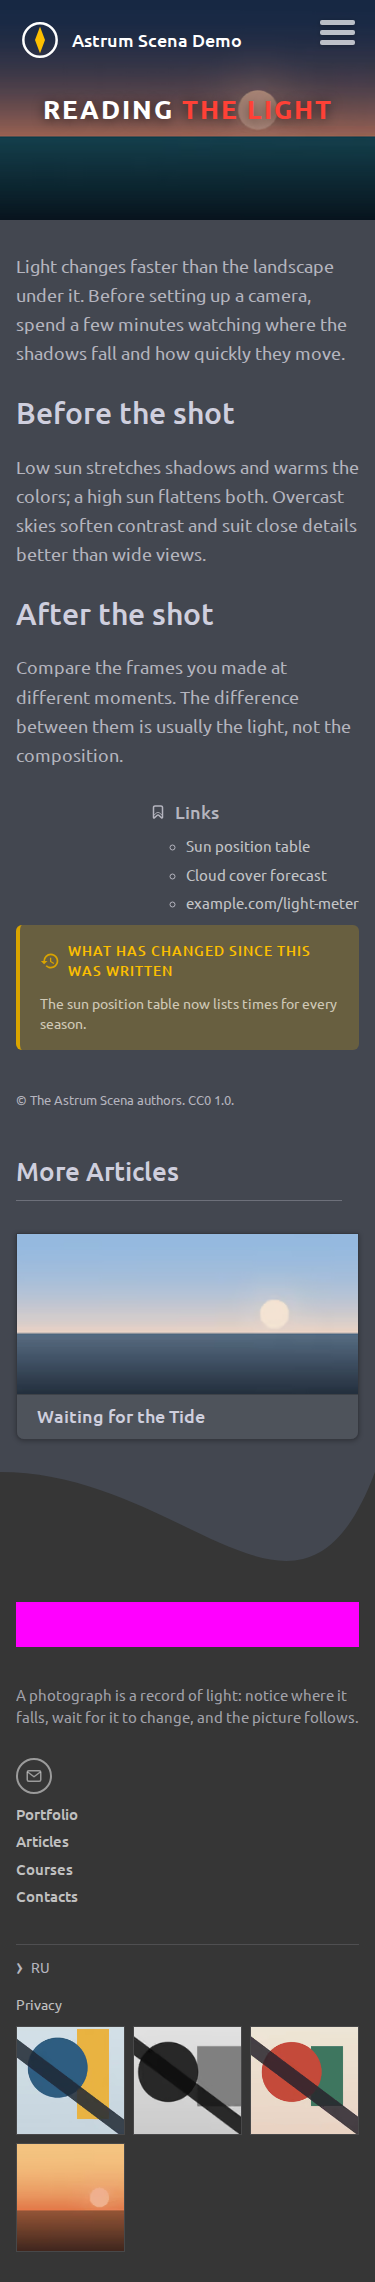 Astrum Scena Demo
READING THE LIGHT
Light changes faster than the landscape
under it. Before setting up a camera,
spend a few minutes watching where the
shadows fall and how quickly they move.
Before the shot
Low sun stretches shadows and warms the
colors; a high sun flattens both. Overcast
skies soften contrast and suit close details
better than wide views.
After the shot
Compare the frames you made at
different moments. The difference
between them is usually the light, not the
composition.
Links
Sun position table
Cloud cover forecast
example.com/light-meter
WHAT HAS CHANGED SINCE THIS
WAS WRITTEN
The sun position table now lists times for every
season.
© The Astrum Scena authors. CC0 1.0.
More Articles
Waiting for the Tide
A photograph is a record of light: notice where it
falls, wait for it to change, and the picture follows.
Portfolio
Articles
Courses
Contacts
RU
Privacy